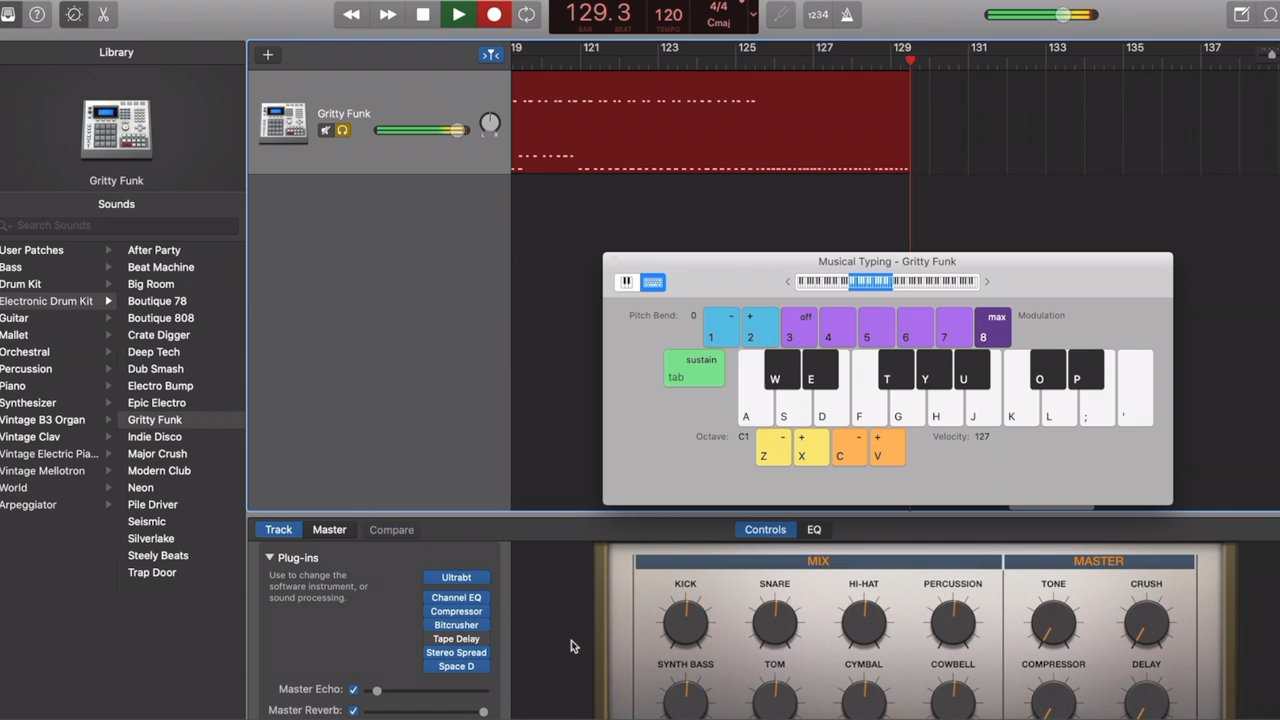 129.3
120
4/4
Cmaj
BAR
BEAT
TEMPO
1234
Library
19
121
123
125
127
129
131
133
135
137
Gritty Funk
L R
Gritty Funk
Sounds
Search Sounds
User Patches
Bass
Drum Kit
Electronic Drum Kit
Guitar
Mallet
Orchestral
Percussion
Piano
Synthesizer
Vintage B3 Organ
Vintage Clav
Vintage Electric Pia...
Vintage Mellotron
World
Arpeggiator
After Party
Beat Machine
Big Room
Boutique 78
Boutique 808
Crate Digger
Deep Tech
Dub Smash
Electro Bump
Epic Electro
Gritty Funk
Indie Disco
Major Crush
Modern Club
Neon
Pile Driver
Seismic
Silverlake
Steely Beats
Trap Door
Musical Typing - Gritty Funk
Pitch Bend: 0
- + off max
1 2 3 4 5 6 7 8
Modulation
sustain
tab
W E T Y U O P
A S D F G H J K L ; '
Octave: C1
- + - +
Z X C V
Velocity: 127
Track
Master
Compare
Controls
EQ
Plug-ins
Use to change the
software instrument, or
sound processing.
Ultrabt
Channel EQ
Compressor
Bitcrusher
Tape Delay
Stereo Spread
Space D
Master Echo:
Master Reverb:
MIX
MASTER
KICK
SNARE
HI-HAT
PERCUSSION
TONE
CRUSH
SYNTH BASS
TOM
CYMBAL
COWBELL
COMPRESSOR
DELAY